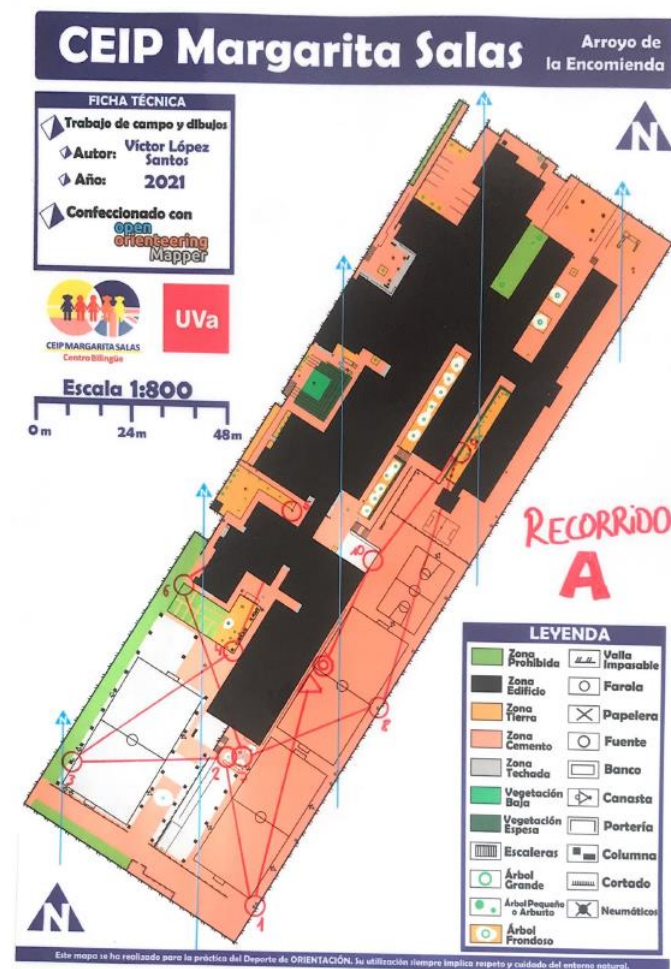 CEIP Margarita Salas
Arroyo de
la Encomienda
FICHA TÉCNICA
Trabajo de campo y dibujos
Autor: Víctor López
Santos
Año: 2021
Confeccionado con
open
orienteering
Mapper
N
CEIP MARGARITA SALAS
Centro Bilingüe
UVa
Escala 1:800
0 m 24m 48m
N
N
N
N
N
RECORRIDO
A
10
6
4
3
2
8
1
LEYENDA
Zona
Prohibida
Valla
Impasable
Zona
Edificio
Farola
Zona
Tierra
Papelera
Zona
Cemento
Fuente
Zona
Techada
Banco
Vegetación
Baja
Canasta
Vegetación
Espesa
Portería
Escaleras
Columna
Árbol
Grande
Cortado
Árbol Pequeño
o Arbusto
Neumáticos
Árbol
Frondoso
N
Este mapa se ha realizado para la práctica del Deporte de ORIENTACIÓN. Su utilización siempre implica respeto y cuidado del entorno natural.